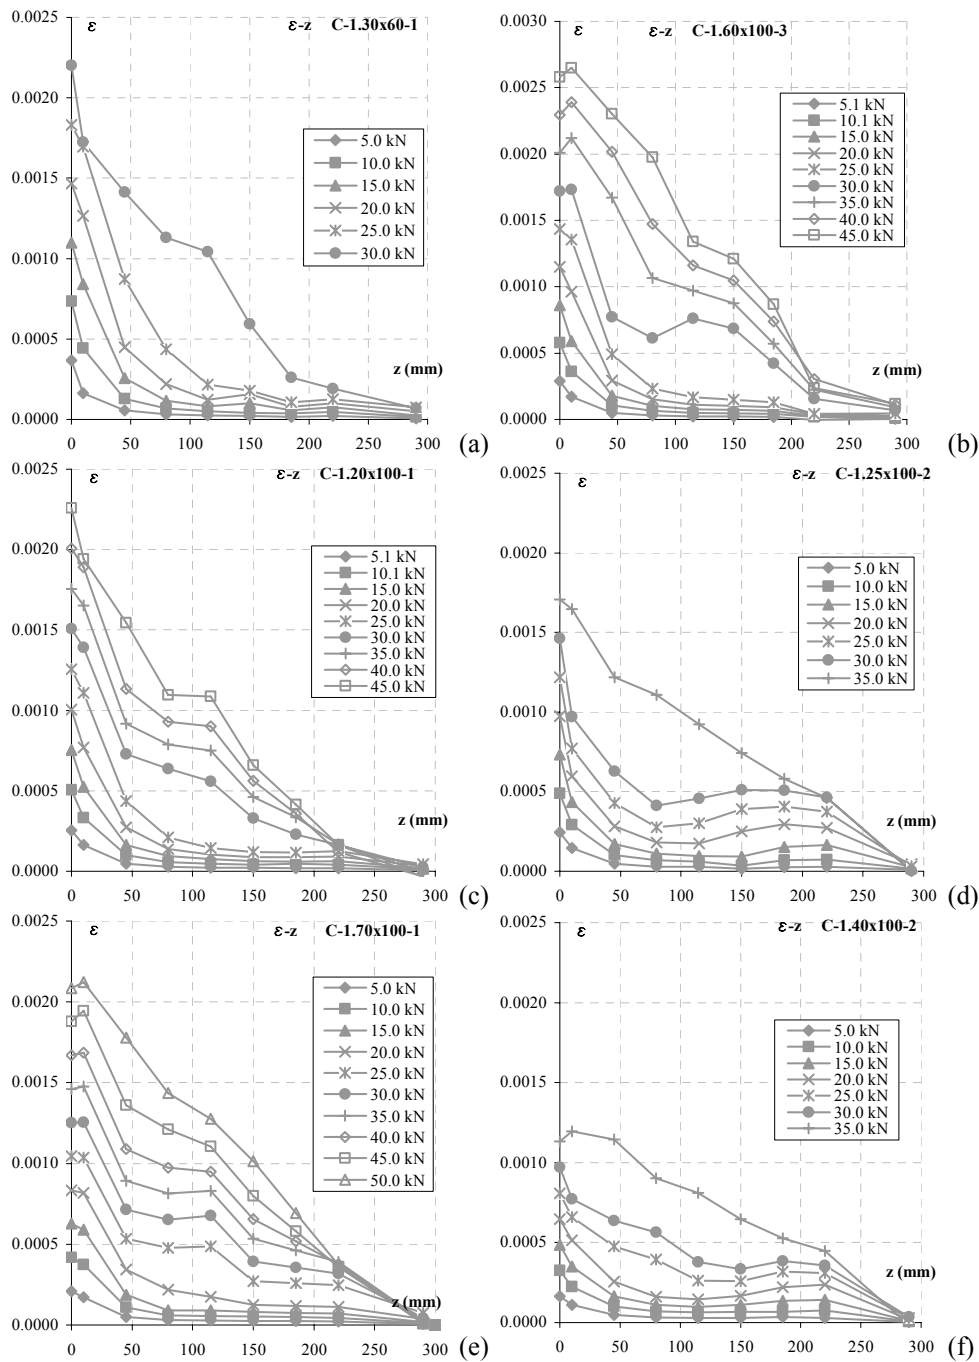 ε
ε-z C-1.30x60-1
0.0025
0.0020
0.0015
0.0010
0.0005
0.0000
5.0 kN
10.0 kN
15.0 kN
20.0 kN
25.0 kN
30.0 kN
z (mm)
0 50 100 150 200 250 300
(a)
ε
ε-z C-1.60x100-3
0.0030
0.0025
0.0020
0.0015
0.0010
0.0005
0.0000
5.1 kN
10.1 kN
15.0 kN
20.0 kN
25.0 kN
30.0 kN
35.0 kN
40.0 kN
45.0 kN
z (mm)
0 50 100 150 200 250 300
(b)
ε
ε-z C-1.20x100-1
0.0025
0.0020
0.0015
0.0010
0.0005
0.0000
5.1 kN
10.1 kN
15.0 kN
20.0 kN
25.0 kN
30.0 kN
35.0 kN
40.0 kN
45.0 kN
z (mm)
0 50 100 150 200 250 300
(c)
ε
ε-z C-1.25x100-2
0.0025
0.0020
0.0015
0.0010
0.0005
0.0000
5.0 kN
10.0 kN
15.0 kN
20.0 kN
25.0 kN
30.0 kN
35.0 kN
z (mm)
0 50 100 150 200 250 300
(d)
ε
ε-z C-1.70x100-1
0.0025
0.0020
0.0015
0.0010
0.0005
0.0000
5.0 kN
10.0 kN
15.0 kN
20.0 kN
25.0 kN
30.0 kN
35.0 kN
40.0 kN
45.0 kN
50.0 kN
z (mm)
0 50 100 150 200 250 300
(e)
ε
ε-z C-1.40x100-2
0.0025
0.0020
0.0015
0.0010
0.0005
0.0000
5.0 kN
10.0 kN
15.0 kN
20.0 kN
25.0 kN
30.0 kN
35.0 kN
z (mm)
0 50 100 150 200 250 300
(f)